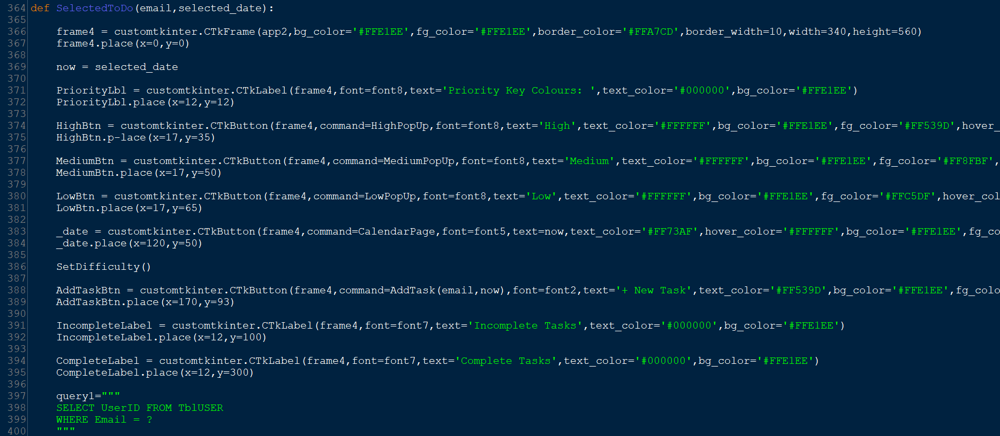 364 def SelectedToDo(email,selected_date):
365
366     frame4 = customtkinter.CTkFrame(app2,bg_color='#FFE1EE',fg_color='#FFE1EE',border_color='#FFA7CD',border_width=10,width=340,height=560)
367     frame4.place(x=0,y=0)
368
369     now = selected_date
370
371     PriorityLbl = customtkinter.CTkLabel(frame4,font=font8,text='Priority Key Colours: ',text_color='#000000',bg_color='#FFE1EE')
372     PriorityLbl.place(x=12,y=12)
373
374     HighBtn = customtkinter.CTkButton(frame4,command=HighPopUp,font=font8,text='High',text_color='#FFFFFF',bg_color='#FFE1EE',fg_color='#FF539D',hover_
375     HighBtn.p-lace(x=17,y=35)
376
377     MediumBtn = customtkinter.CTkButton(frame4,command=MediumPopUp,font=font8,text='Medium',text_color='#FFFFFF',bg_color='#FFE1EE',fg_color='#FF8FBF',
378     MediumBtn.place(x=17,y=50)
379
380     LowBtn = customtkinter.CTkButton(frame4,command=LowPopUp,font=font8,text='Low',text_color='#FFFFFF',bg_color='#FFE1EE',fg_color='#FFC5DF',hover_col
381     LowBtn.place(x=17,y=65)
382
383     _date = customtkinter.CTkButton(frame4,command=CalendarPage,font=font5,text=now,text_color='#FF73AF',hover_color='#FFFFFF',bg_color='#FFE1EE',fg_co
384     _date.place(x=120,y=50)
385
386     SetDifficulty()
387
388     AddTaskBtn = customtkinter.CTkButton(frame4,command=AddTask(email,now),font=font2,text='+ New Task',text_color='#FF539D',bg_color='#FFE1EE',fg_colo
389     AddTaskBtn.place(x=170,y=93)
390
391     IncompleteLabel = customtkinter.CTkLabel(frame4,font=font7,text='Incomplete Tasks',text_color='#000000',bg_color='#FFE1EE')
392     IncompleteLabel.place(x=12,y=100)
393
394     CompleteLabel = customtkinter.CTkLabel(frame4,font=font7,text='Complete Tasks',text_color='#000000',bg_color='#FFE1EE')
395     CompleteLabel.place(x=12,y=300)
396
397     query1="""
398     SELECT UserID FROM TblUSER
399     WHERE Email = ?
400     """